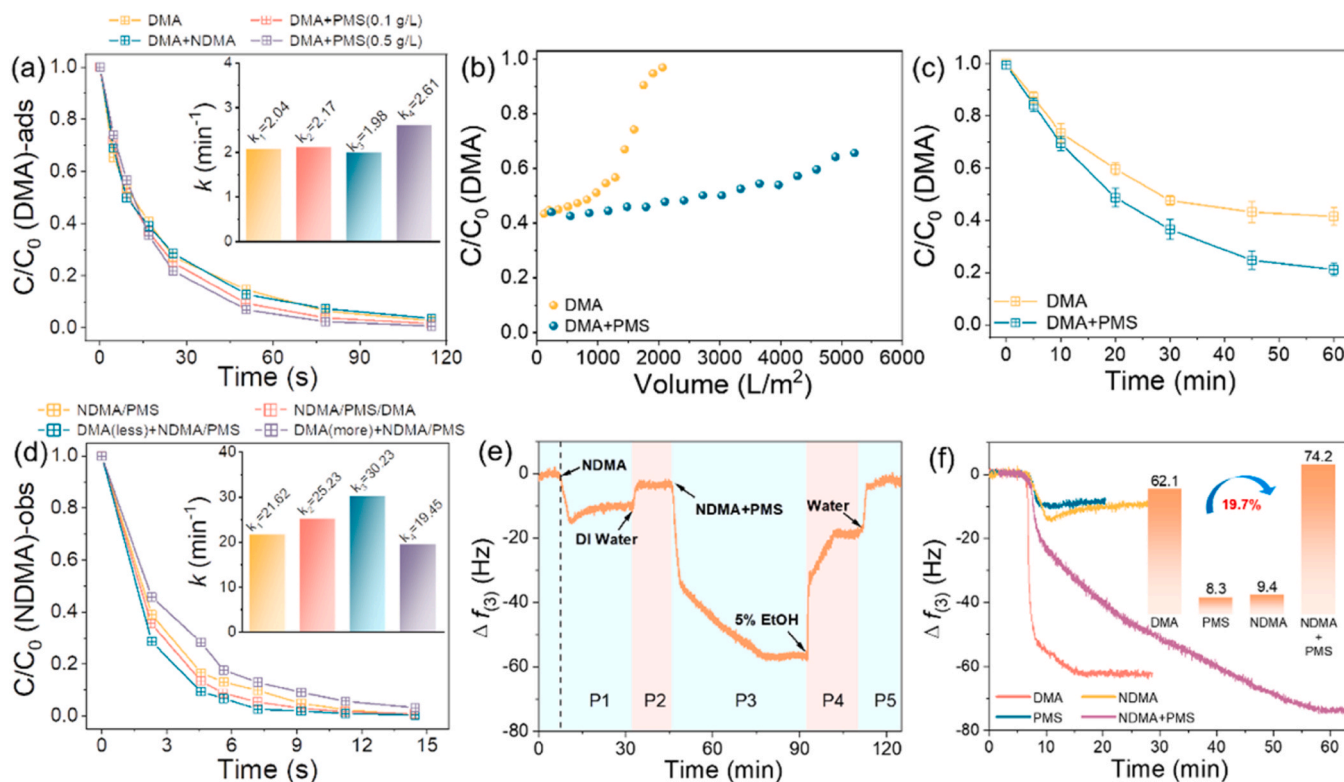 DMA
DMA+PMS(0.1 g/L)
DMA+NDMA
DMA+PMS(0.5 g/L)
(a)
C/C₀ (DMA)-ads
1.0
0.8
0.6
0.4
0.2
0.0
0 30 60 90 120
Time (s)
k (min⁻¹)
4
3
2
1
0
k₁=2.04
k₂=2.17
k₃=1.98
k₄=2.61
(b)
C/C₀ (DMA)
1.0
0.8
0.6
0.4
0.2
0.0
DMA
DMA+PMS
0 1000 2000 3000 4000 5000 6000
Volume (L/m²)
(c)
C/C₀ (DMA)
1.0
0.8
0.6
0.4
0.2
0.0
DMA
DMA+PMS
0 10 20 30 40 50 60
Time (min)
NDMA/PMS
NDMA/PMS/DMA
DMA(less)+NDMA/PMS
DMA(more)+NDMA/PMS
(d)
C/C₀ (NDMA)-obs
1.0
0.8
0.6
0.4
0.2
0.0
0 3 6 9 12 15
Time (s)
k (min⁻¹)
40
30
20
10
0
k₁=21.62
k₂=25.23
k₃=30.23
k₄=19.45
(e)
Δ f₍₃₎ (Hz)
0
-20
-40
-60
-80
NDMA
DI Water
NDMA+PMS
5% EtOH
Water
P1 P2 P3 P4 P5
0 30 60 90 120
Time (min)
(f)
Δ f₍₃₎ (Hz)
0
-20
-40
-60
-80
62.1
8.3
9.4
74.2
19.7%
DMA
PMS
NDMA
NDMA
+
PMS
DMA
NDMA
PMS
NDMA+PMS
0 10 20 30 40 50 60
Time (min)